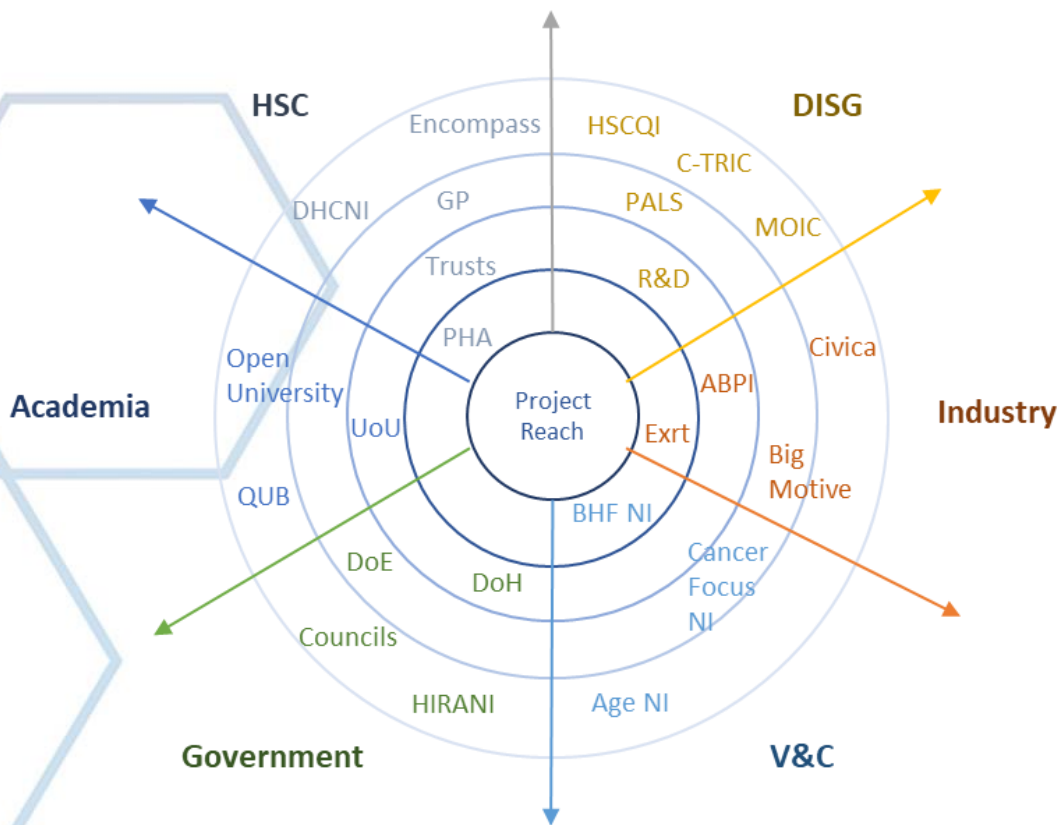 HSC
DISG
Encompass
HSCQI
C-TRIC
DHCNI
GP
PALS
MOIC
Trusts
R&D
PHA
Civica
Open
University
ABPI
Academia
Project
Reach
Industry
UoU
Exrt
Big
Motive
QUB
BHF NI
DoE
DoH
Cancer
Focus
NI
Councils
HIRANI
Age NI
Government
V&C